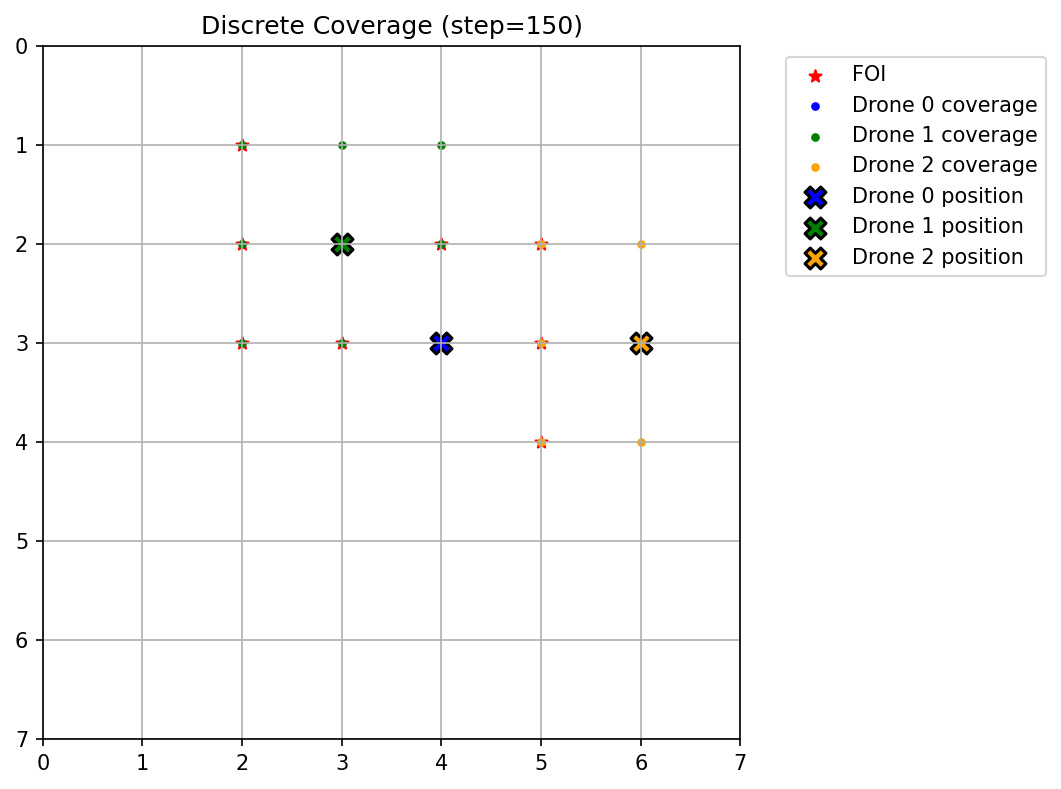 Discrete Coverage (step=150)
0
1
2
3
4
5
6
7
0 1 2 3 4 5 6 7
FOI
Drone 0 coverage
Drone 1 coverage
Drone 2 coverage
Drone 0 position
Drone 1 position
Drone 2 position